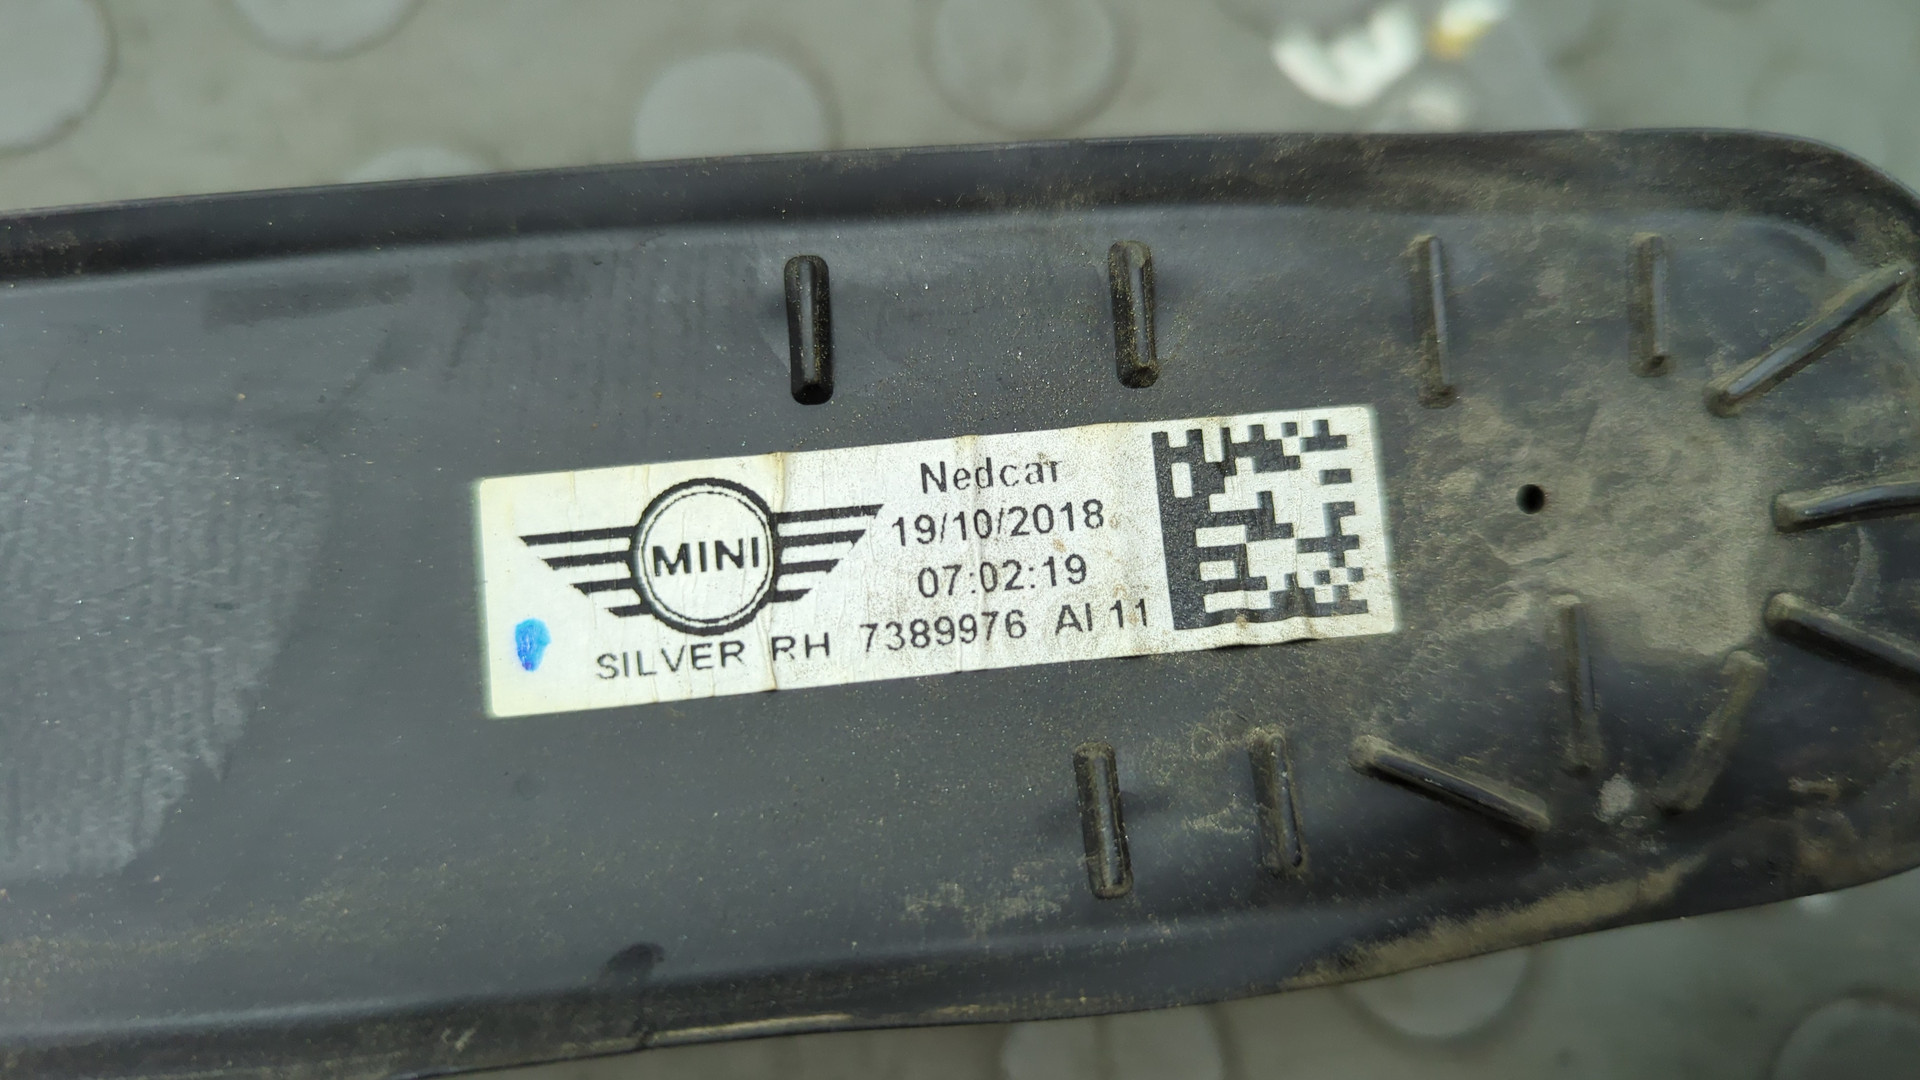 MINI
Nedcar
19/10/2018
07:02:19
SILVER RH 7389976 AI 11